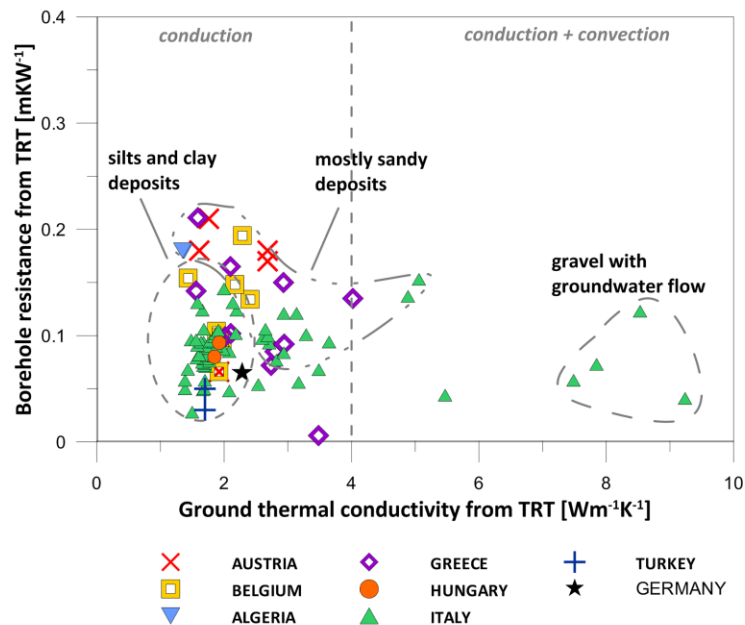 0.4
conduction
conduction + convection
0.3
silts and clay
deposits
mostly sandy
deposits
0.2
gravel with
groundwater flow
0.1
0
0
2
4
6
8
10
Borehole resistance from TRT [mKW⁻¹]
Ground thermal conductivity from TRT [Wm⁻¹K⁻¹]
AUSTRIA
GREECE
TURKEY
BELGIUM
HUNGARY
GERMANY
ALGERIA
ITALY